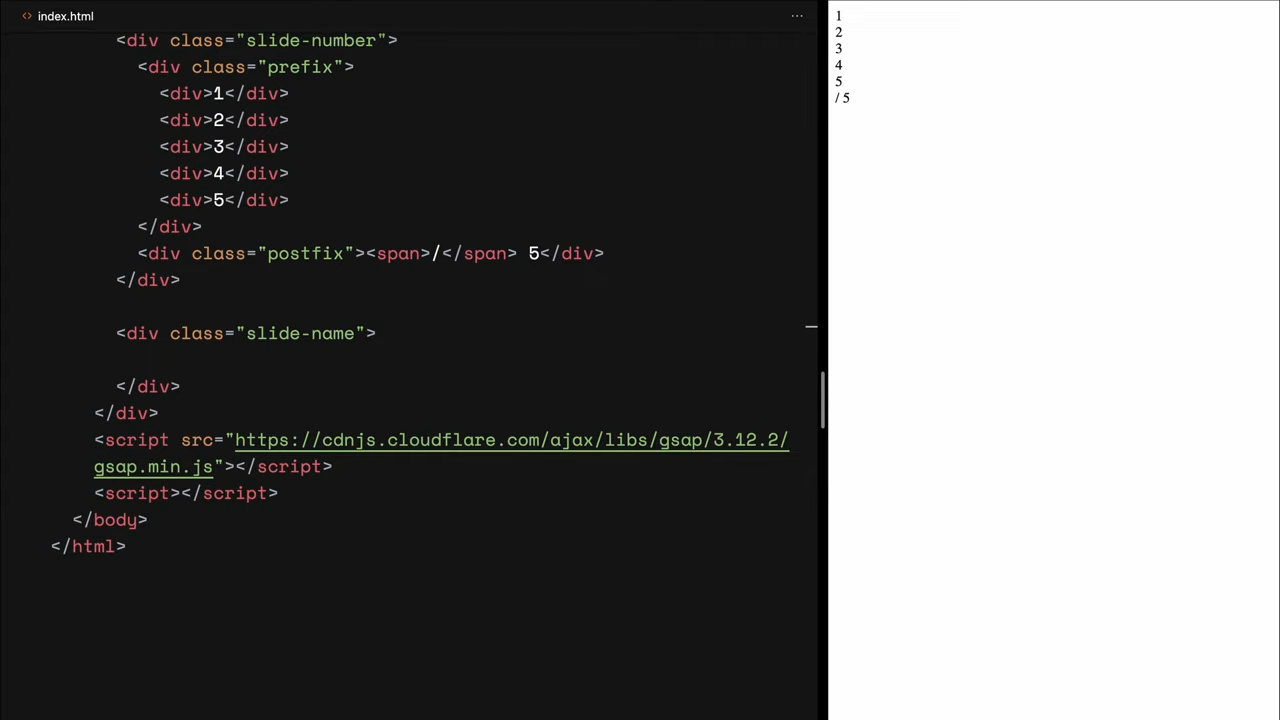 index.html
<div class="slide-number">
<div class="prefix">
<div>1</div>
<div>2</div>
<div>3</div>
<div>4</div>
<div>5</div>
</div>
<div class="postfix"><span>/</span> 5</div>
</div>
<div class="slide-name">
</div>
</div>
<script src="https://cdnjs.cloudflare.com/ajax/libs/gsap/3.12.2/
gsap.min.js"></script>
<script></script>
</body>
</html>
1
2
3
4
5
/ 5